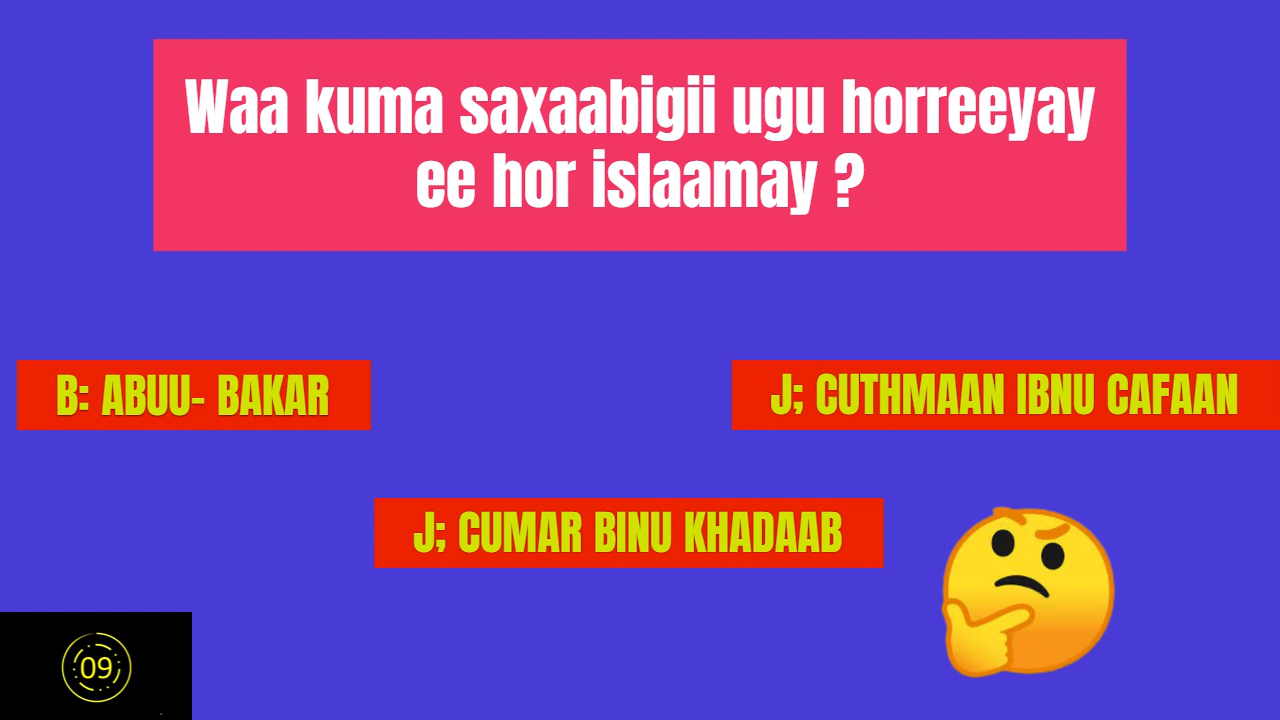 Waa kuma saxaabigii ugu horreeyay
ee hor islaamay ?
B: ABUU- BAKAR
J; CUTHMAAN IBNU CAFAAN
J; CUMAR BINU KHADAAB
09